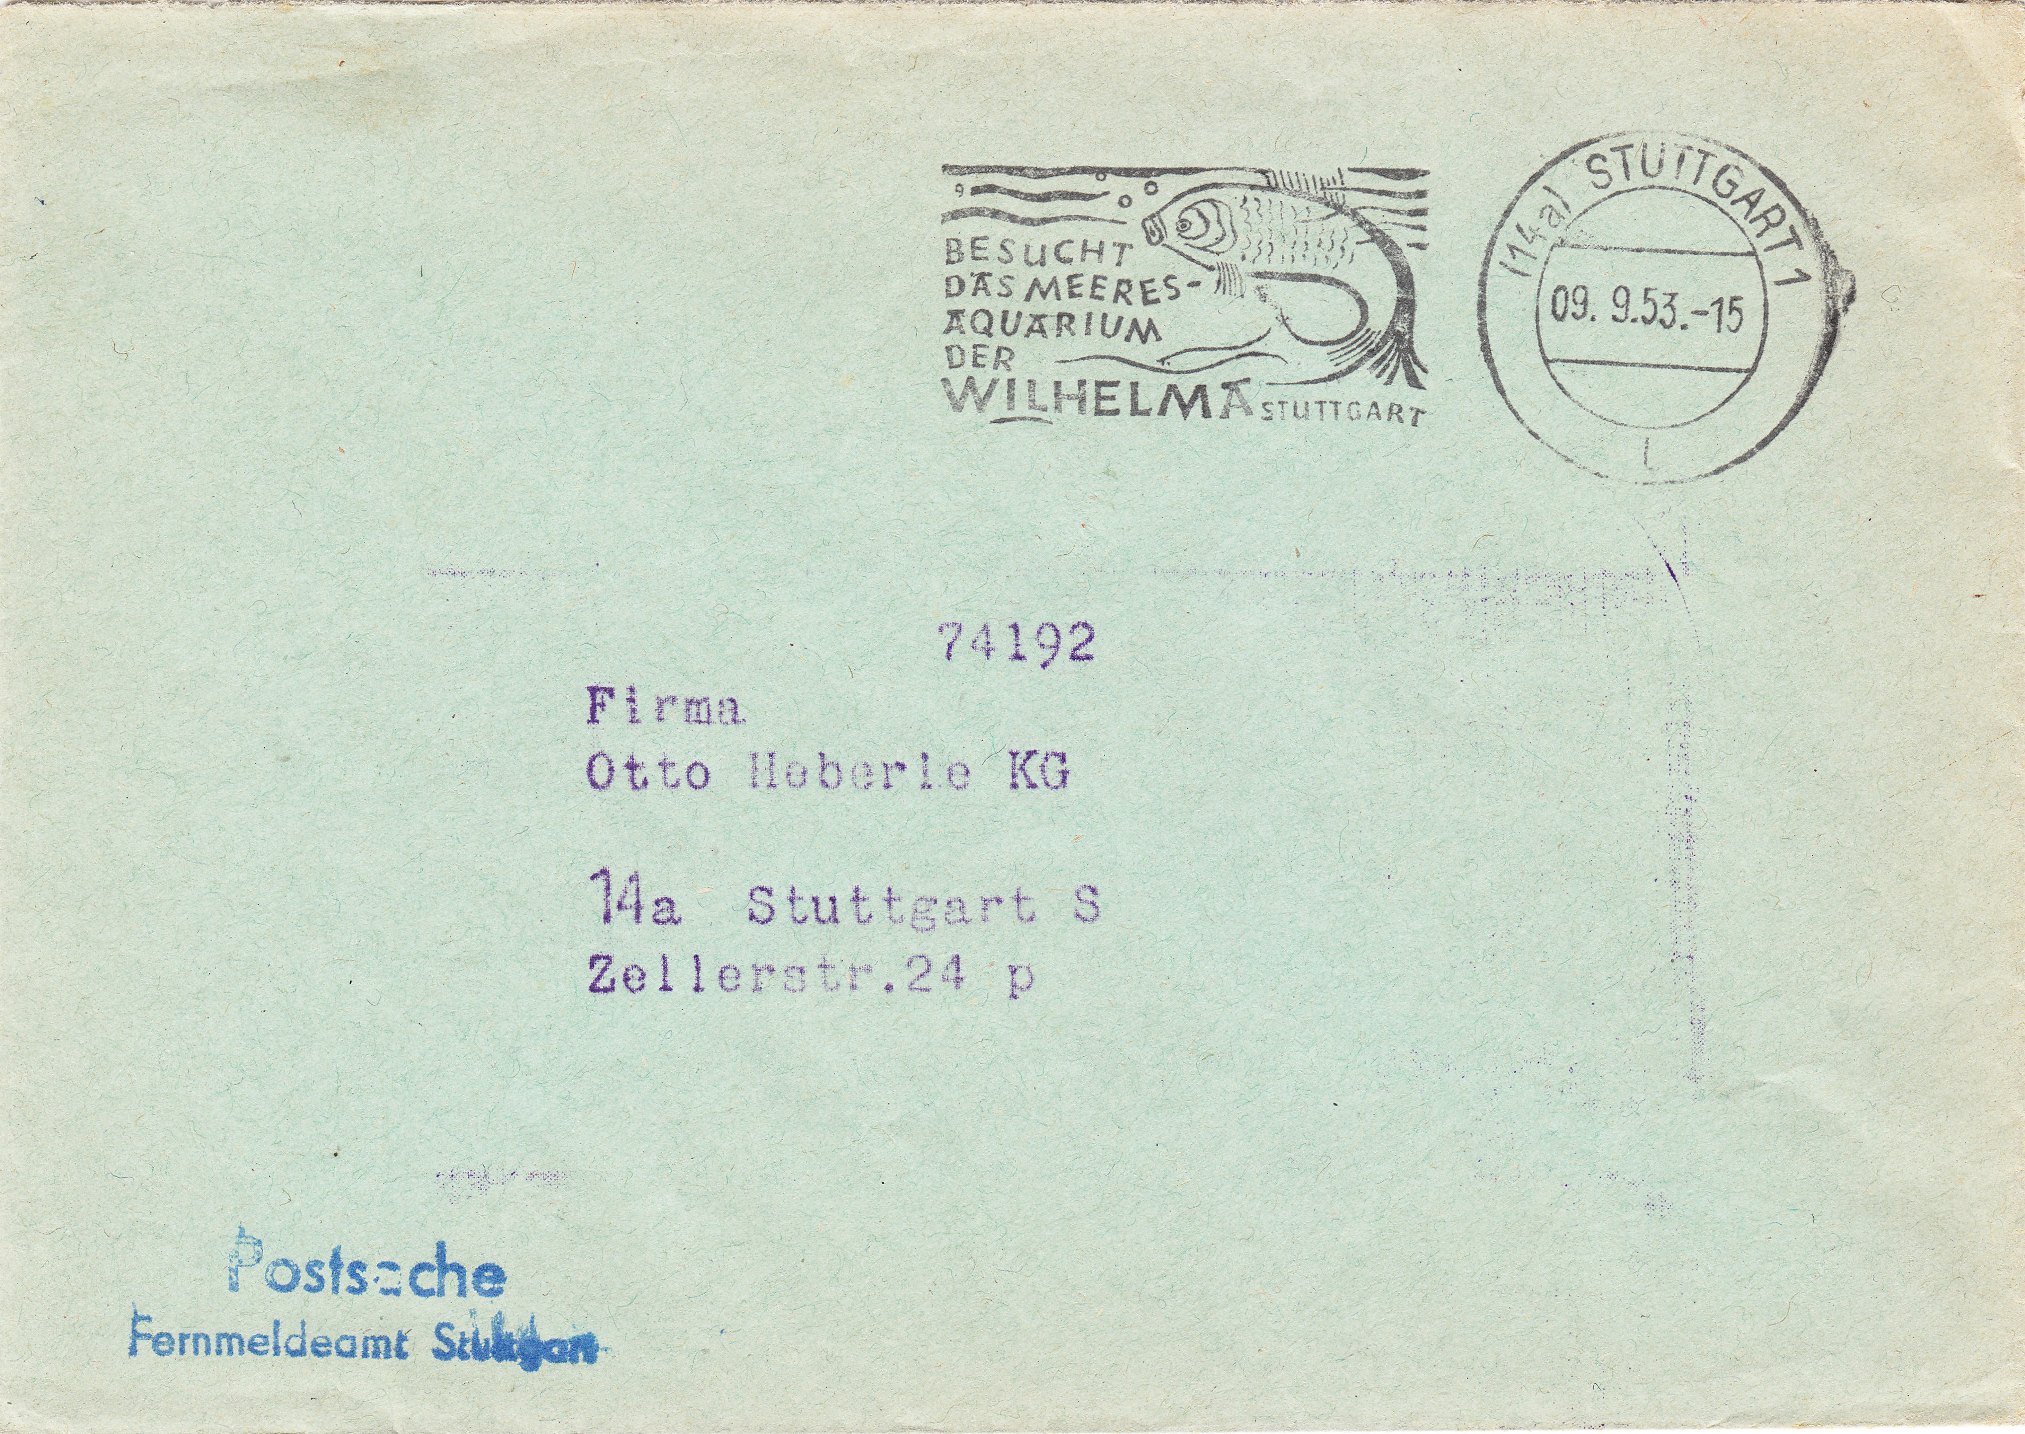 BESUCHT
DAS MEERES-
AQUARIUM
DER
WILHELMA STUTTGART
(14a) STUTTGART 1
09. 9.53.-15
74192
Firma
Otto Heberle KG
14a Stuttgart S
Zellerstr.24 p
Postsache
Fernmeldeamt Stuttgart